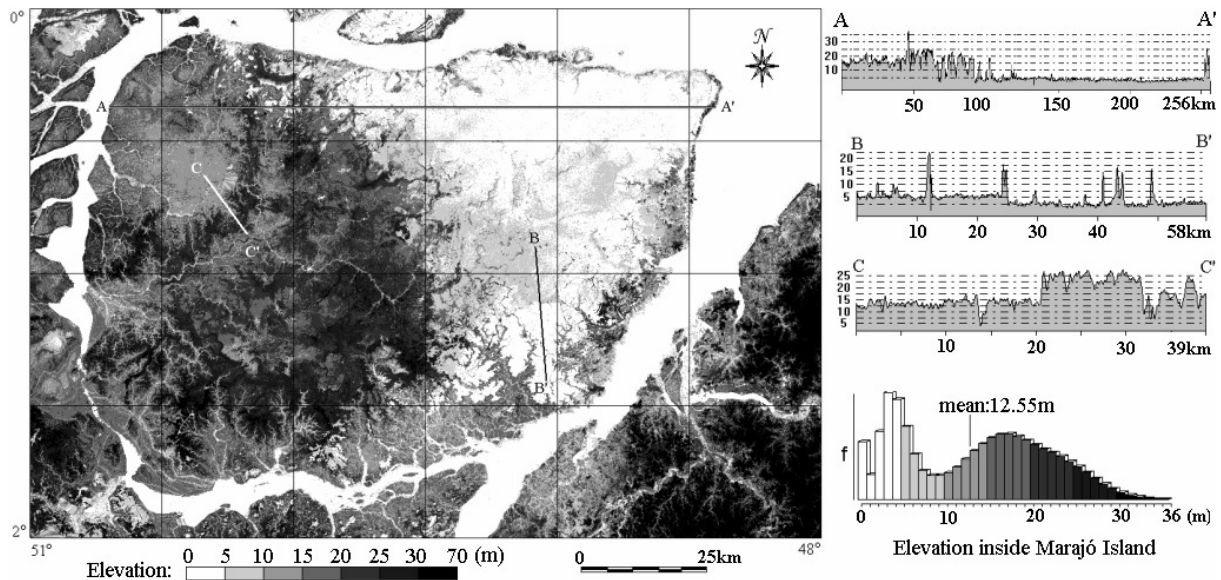 0°
2°
51°
48°
N
A
A'
B
B'
C
C'
Elevation:
0 5 10 15 20 25 30 70 (m)
0 25km
A A'
30
20
10
50 100 150 200 256km
B B'
20
15
10
5
10 20 30 40 58km
C C'
25
20
15
10
5
10 20 30 39km
mean:12.55m
f
0 10 20 30 36 (m)
Elevation inside Marajó Island